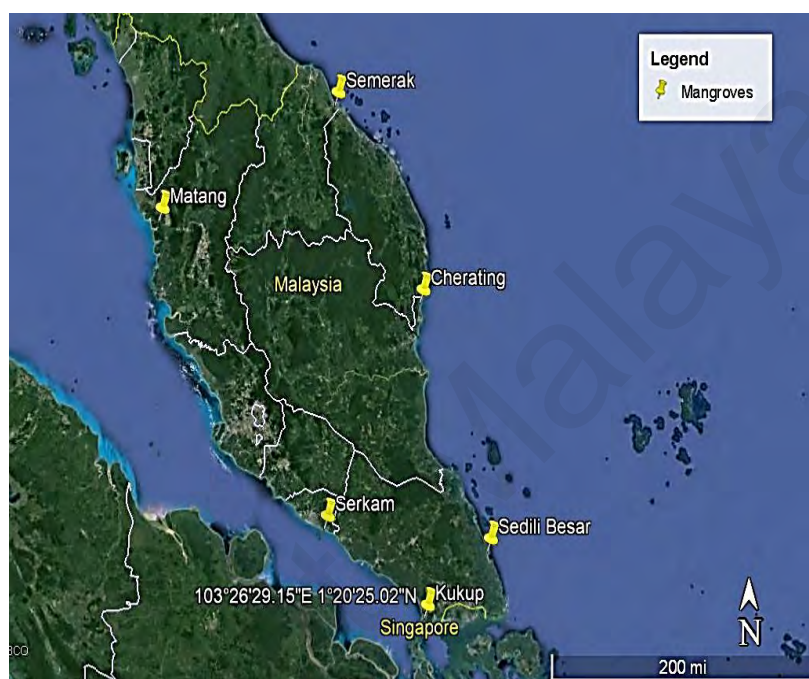 Legend
Mangroves
Semerak
Matang
Cherating
Malaysia
Serkam
Sedili Besar
103°26'29.15"E 1°20'25.02"N
Kukup
Singapore
N
200 mi
Malaya